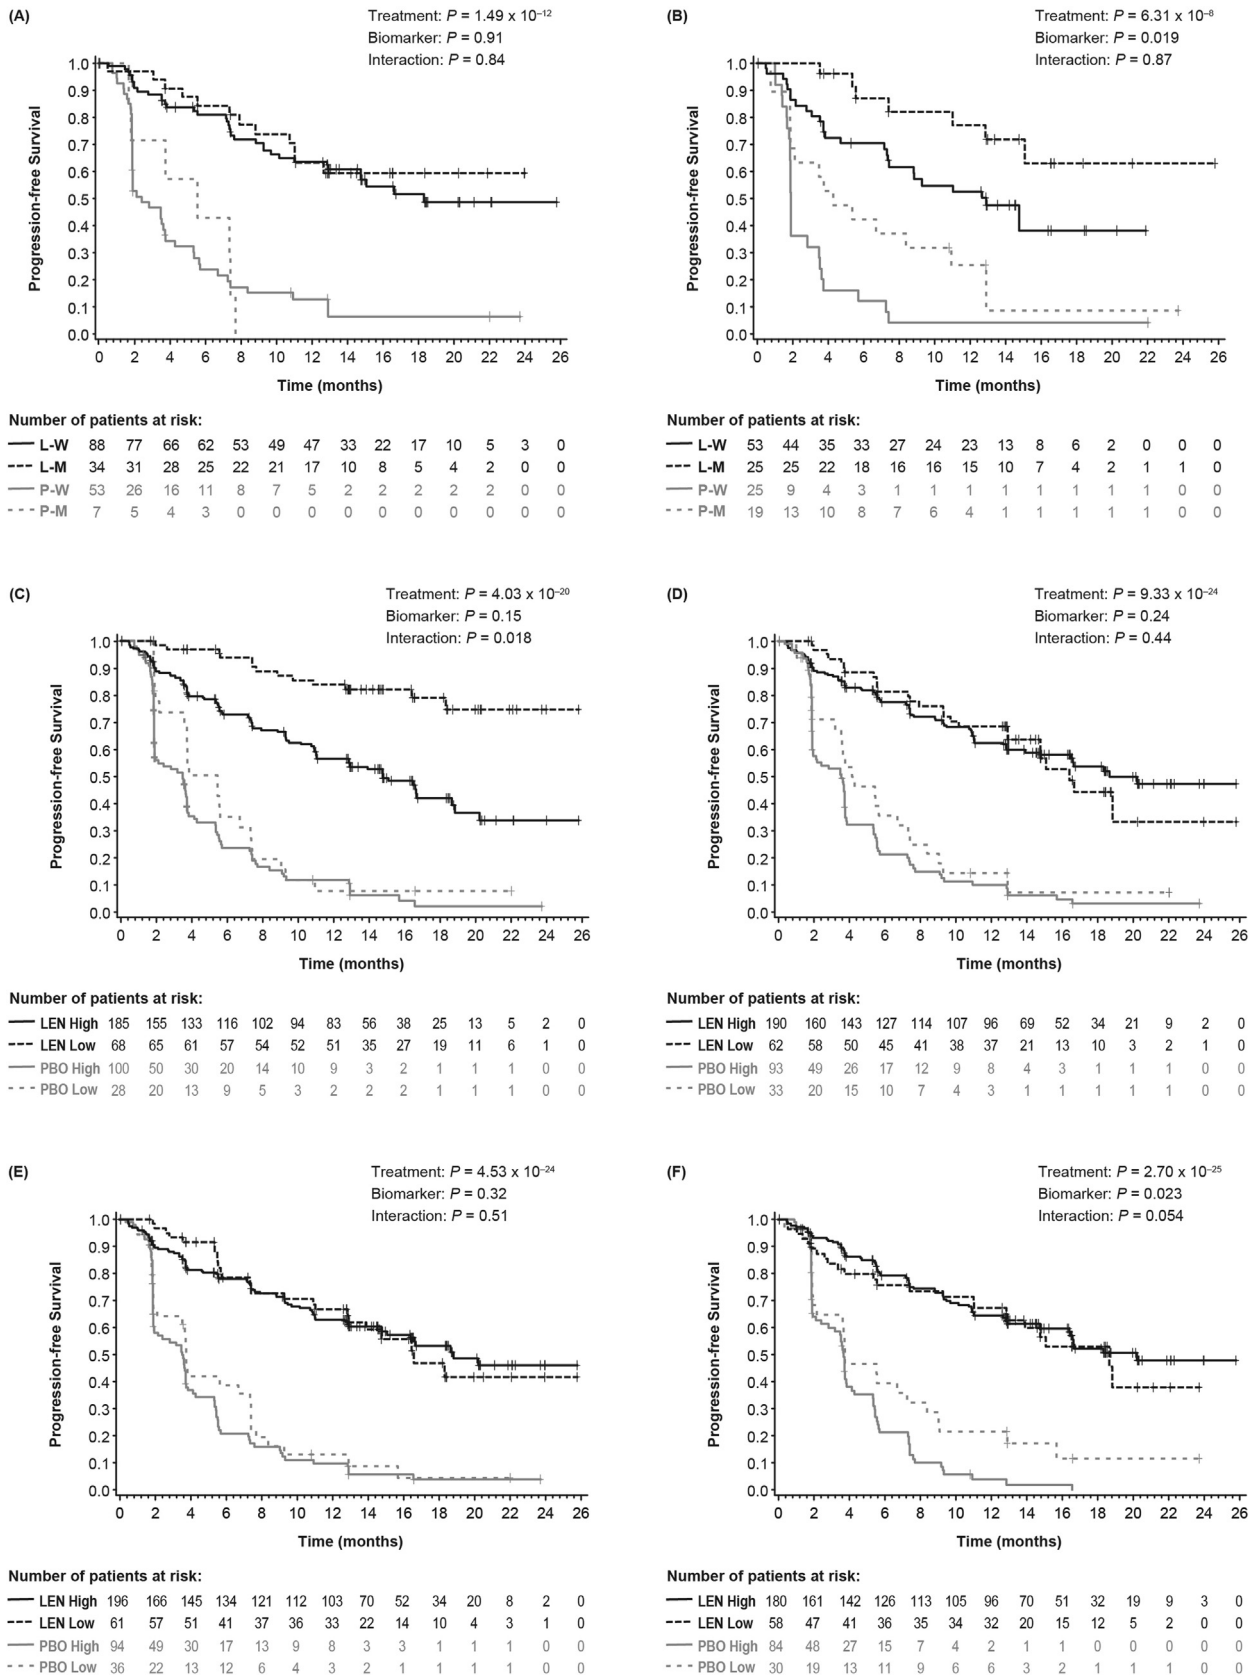 (A)
Treatment: P = 1.49 x 10–12
Biomarker: P = 0.91
Interaction: P = 0.84
1.0
0.9
0.8
0.7
0.6
0.5
0.4
0.3
0.2
0.1
0.0
Progression-free Survival
0 2 4 6 8 10 12 14 16 18 20 22 24 26
Time (months)
Number of patients at risk:
L-W 88 77 66 62 53 49 47 33 22 17 10 5 3 0
L-M 34 31 28 25 22 21 17 10 8 5 4 2 0 0
P-W 53 26 16 11 8 7 5 2 2 2 2 2 0 0
P-M 7 5 4 3 0 0 0 0 0 0 0 0 0 0
(B)
Treatment: P = 6.31 x 10–8
Biomarker: P = 0.019
Interaction: P = 0.87
1.0
0.9
0.8
0.7
0.6
0.5
0.4
0.3
0.2
0.1
0.0
Progression-free Survival
0 2 4 6 8 10 12 14 16 18 20 22 24 26
Time (months)
Number of patients at risk:
L-W 53 44 35 33 27 24 23 13 8 6 2 0 0 0
L-M 25 25 22 18 16 16 15 10 7 4 2 1 1 0
P-W 25 9 4 3 1 1 1 1 1 1 1 1 0 0
P-M 19 13 10 8 7 6 4 1 1 1 1 1 0 0
(C)
Treatment: P = 4.03 x 10–20
Biomarker: P = 0.15
Interaction: P = 0.018
1.0
0.9
0.8
0.7
0.6
0.5
0.4
0.3
0.2
0.1
0.0
Progression-free Survival
0 2 4 6 8 10 12 14 16 18 20 22 24 26
Time (months)
Number of patients at risk:
LEN High 185 155 133 116 102 94 83 56 38 25 13 5 2 0
LEN Low 68 65 61 57 54 52 51 35 27 19 11 6 1 0
PBO High 100 50 30 20 14 10 9 3 2 1 1 1 0 0
PBO Low 28 20 13 9 5 3 2 2 2 1 1 1 0 0
(D)
Treatment: P = 9.33 x 10–24
Biomarker: P = 0.24
Interaction: P = 0.44
1.0
0.9
0.8
0.7
0.6
0.5
0.4
0.3
0.2
0.1
0.0
Progression-free Survival
0 2 4 6 8 10 12 14 16 18 20 22 24 26
Time (months)
Number of patients at risk:
LEN High 190 160 143 127 114 107 96 69 52 34 21 9 2 0
LEN Low 62 58 50 45 41 38 37 21 13 10 3 2 1 0
PBO High 93 49 26 17 12 9 8 4 3 1 1 1 0 0
PBO Low 33 20 15 10 7 4 3 1 1 1 1 1 0 0
(E)
Treatment: P = 4.53 x 10–24
Biomarker: P = 0.32
Interaction: P = 0.51
1.0
0.9
0.8
0.7
0.6
0.5
0.4
0.3
0.2
0.1
0.0
Progression-free Survival
0 2 4 6 8 10 12 14 16 18 20 22 24 26
Time (months)
Number of patients at risk:
LEN High 196 166 145 134 121 112 103 70 52 34 20 8 2 0
LEN Low 61 57 51 41 37 36 33 22 14 10 4 3 1 0
PBO High 94 49 30 17 13 9 8 3 3 1 1 1 0 0
PBO Low 36 22 13 12 6 4 3 2 1 1 1 1 0 0
(F)
Treatment: P = 2.70 x 10–25
Biomarker: P = 0.023
Interaction: P = 0.054
1.0
0.9
0.8
0.7
0.6
0.5
0.4
0.3
0.2
0.1
0.0
Progression-free Survival
0 2 4 6 8 10 12 14 16 18 20 22 24 26
Time (months)
Number of patients at risk:
LEN High 180 161 142 126 113 105 96 70 51 32 19 9 3 0
LEN Low 58 47 41 36 35 34 32 20 15 12 5 2 0 0
PBO High 84 48 27 15 7 4 2 1 1 0 0 0 0 0
PBO Low 30 19 13 11 9 6 6 3 2 1 1 1 0 0